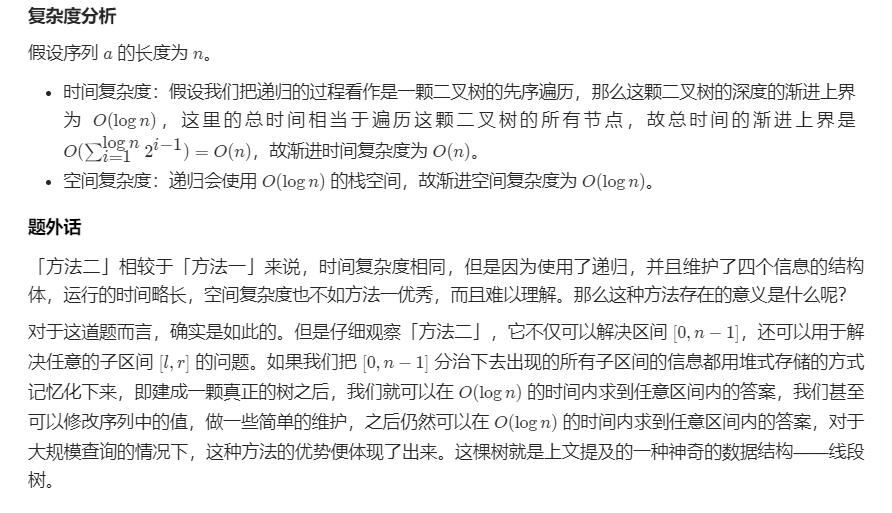 复杂度分析
假设序列 a 的长度为 n。
• 时间复杂度：假设我们把递归的过程看作是一颗二叉树的先序遍历，那么这颗二叉树的深度的渐进上界
为 O(log n)，这里的总时间相当于遍历这颗二叉树的所有节点，故总时间的渐进上界是
O(∑_{i=1}^{log n} 2^{i−1}) = O(n)，故渐进时间复杂度为 O(n)。
• 空间复杂度：递归会使用 O(log n) 的栈空间，故渐进空间复杂度为 O(log n)。
题外话
「方法二」相较于「方法一」来说，时间复杂度相同，但是因为使用了递归，并且维护了四个信息的结构
体，运行的时间略长，空间复杂度也不如方法一优秀，而且难以理解。那么这种方法存在的意义是什么呢？
对于这道题而言，确实是如此的。但是仔细观察「方法二」，它不仅可以解决区间 [0, n − 1]，还可以用于解
决任意的子区间 [l, r] 的问题。如果我们把 [0, n − 1] 分治下去出现的所有子区间的信息都用堆式存储的方式
记忆化下来，即建成一颗真正的树之后，我们就可以在 O(log n) 的时间内求到任意区间内的答案，我们甚至
可以修改序列中的值，做一些简单的维护，之后仍然可以在 O(log n) 的时间内求到任意区间内的答案，对于
大规模查询的情况下，这种方法的优势便体现了出来。这棵树就是上文提及的一种神奇的数据结构——线段
树。